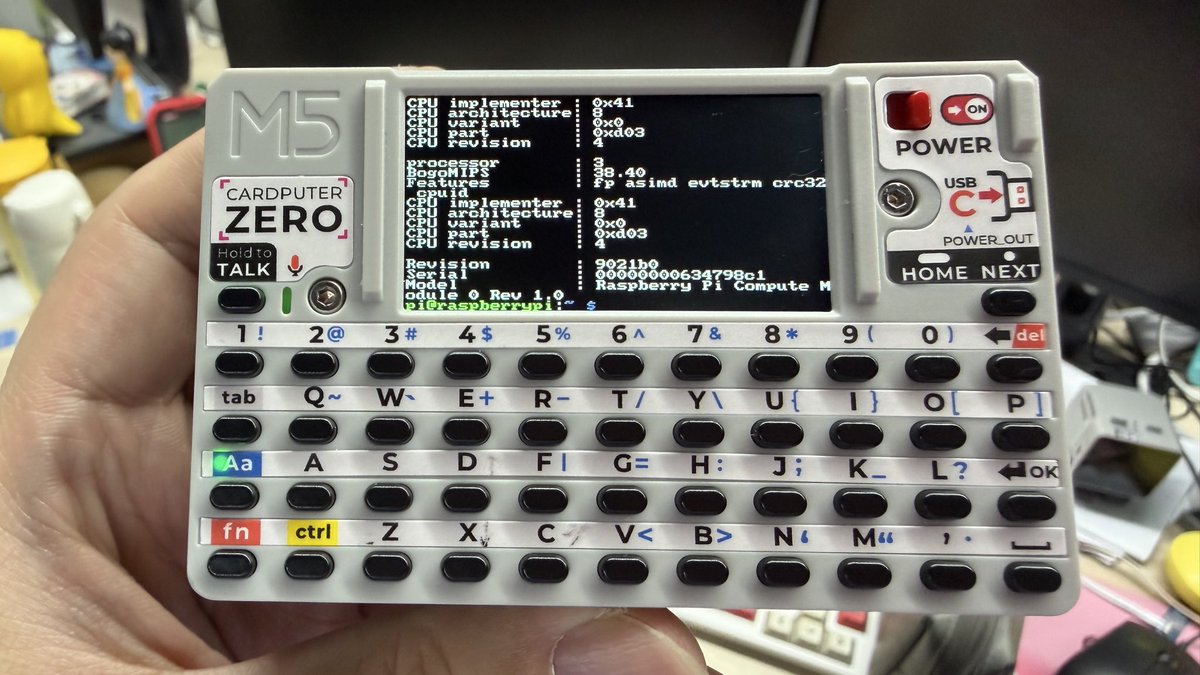 M5
CARDPUTER
ZERO
Hold to
TALK
CPU implementer : 0x41
CPU architecture: 8
CPU variant : 0x0
CPU part : 0xd03
CPU revision : 4
processor : 3
BogoMIPS : 38.40
Features : fp asimd evtstrm crc32
cpuid
CPU implementer : 0x41
CPU architecture: 8
CPU variant : 0x0
CPU part : 0xd03
CPU revision : 4
Revision : 9021b0
Serial : 00000000634798c1
Model : Raspberry Pi Compute M
odule 0 Rev 1.0
pi@raspberrypi:~ $
ON
POWER
USB
C
POWER_OUT
HOME NEXT
1 ! 2 @ 3 # 4 $ 5 % 6 ^ 7 & 8 * 9 ( 0 ) del
tab Q ~ W ` E + R - T / Y \ U { I } O [ P ]
Aa A S D F | G = H : J ; K _ L ? OK
fn ctrl Z X C V < B > N ‘ M “ , .